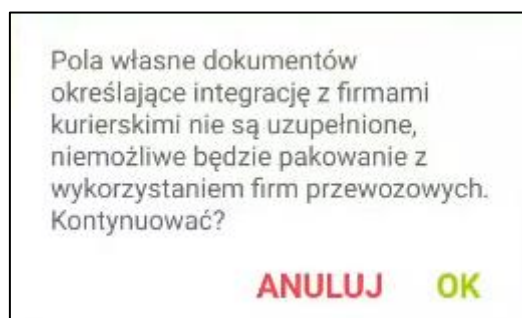 Pola własne dokumentów
określające integrację z firmami
kurierskimi nie są uzupełnione,
niemożliwe będzie pakowanie z
wykorzystaniem firm przewozowych.
Kontynuować?
ANULUJ OK